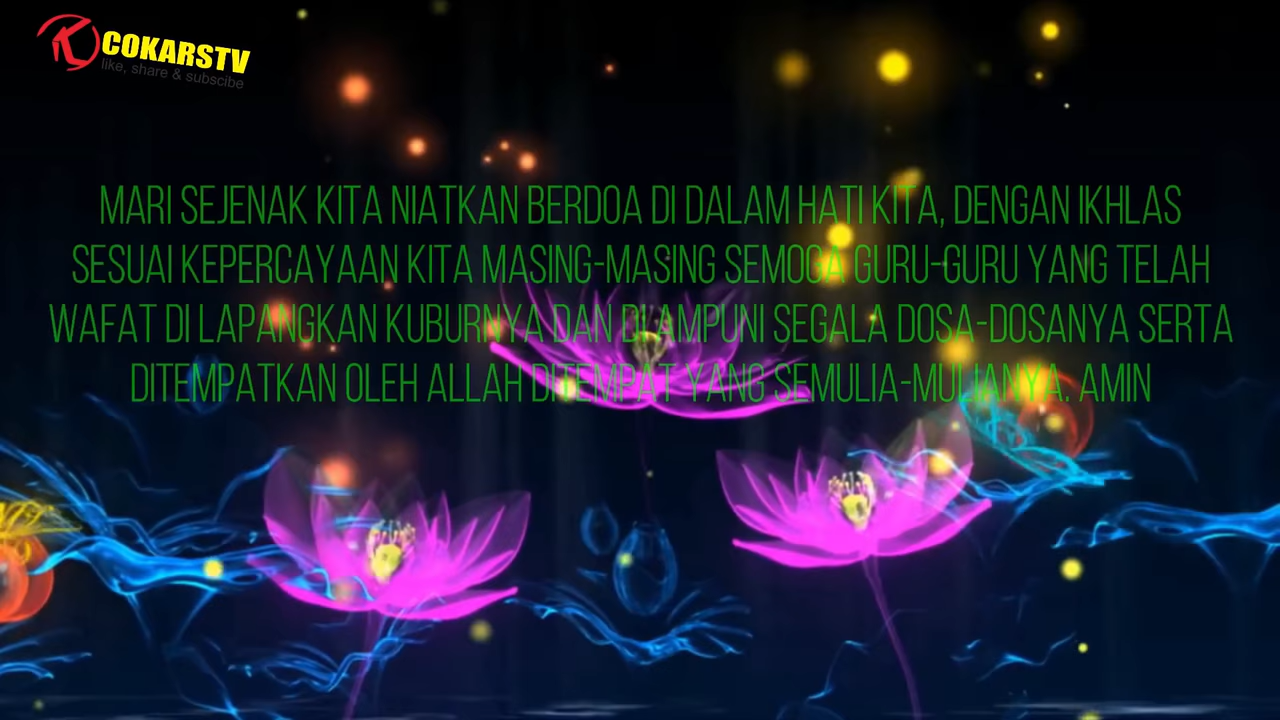 COKARSTV
like, share & subscibe
MARI SEJENAK KITA NIATKAN BERDOA DI DALAM HATI KITA, DENGAN IKHLAS
SESUAI KEPERCAYAAN KITA MASING-MASING SEMOGA GURU-GURU YANG TELAH
WAFAT DI LAPANGKAN KUBURNYA DAN DI AMPUNI SEGALA DOSA-DOSANYA SERTA
DITEMPATKAN OLEH ALLAH DITEMPAT YANG SEMULIA-MULIANYA. AMIN